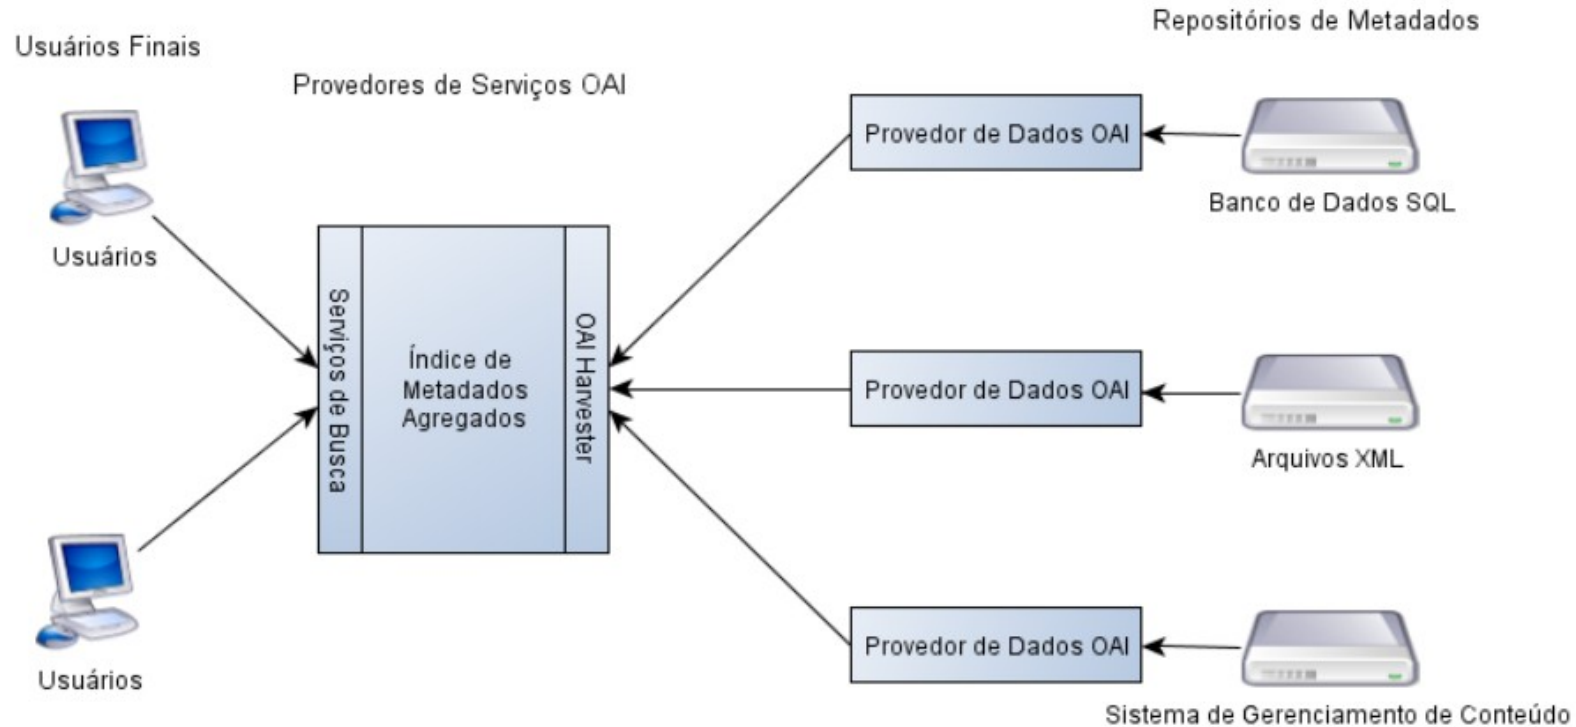 Repositórios de Metadados
Usuários Finais
Provedores de Serviços OAI
Provedor de Dados OAI
Banco de Dados SQL
Usuários
Serviços de Busca
Índice de
Metadados
Agregados
OAI Harvester
Provedor de Dados OAI
Arquivos XML
Provedor de Dados OAI
Usuários
Sistema de Gerenciamento de Conteúdo